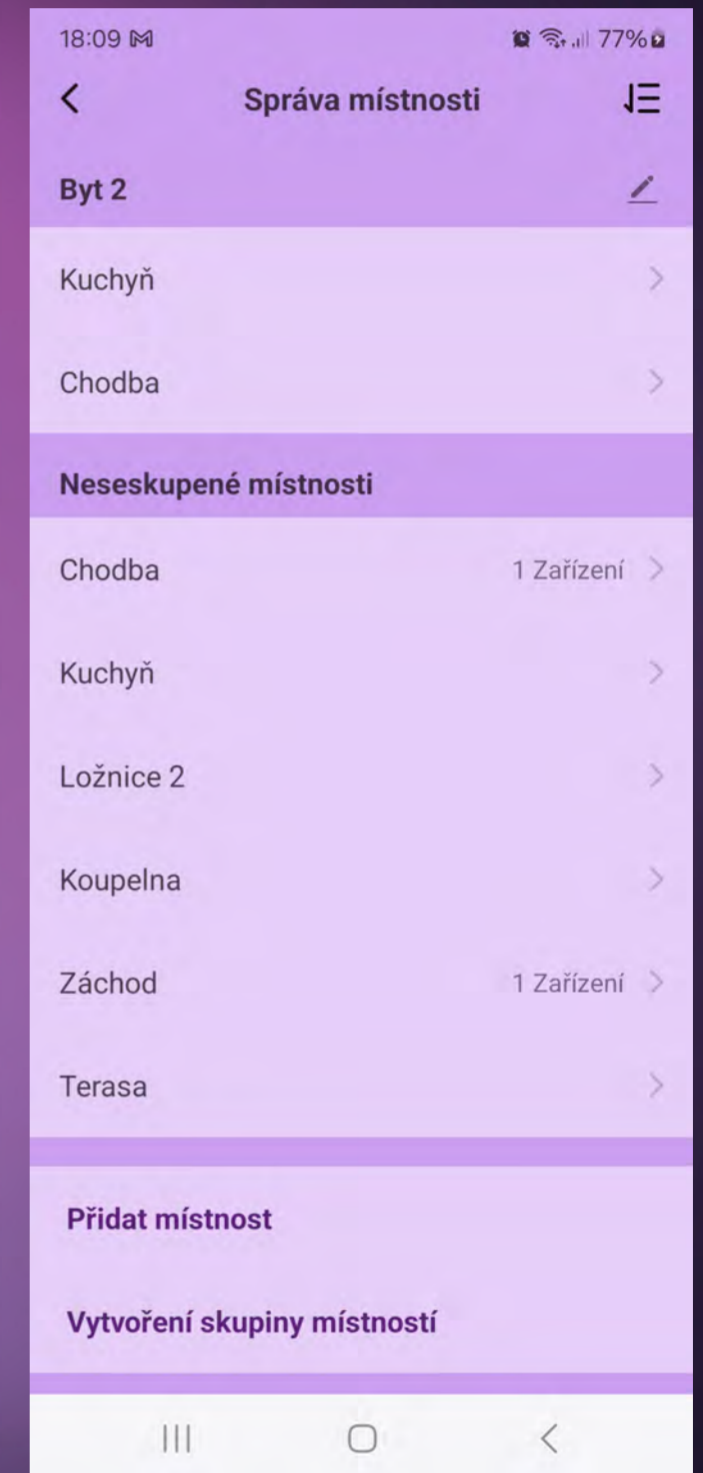 18:09 77%
Správa místnosti
Byt 2
Kuchyň
Chodba
Neseskupené místnosti
Chodba 1 Zařízení
Kuchyň
Ložnice 2
Koupelna
Záchod 1 Zařízení
Terasa
Přidat místnost
Vytvoření skupiny místností